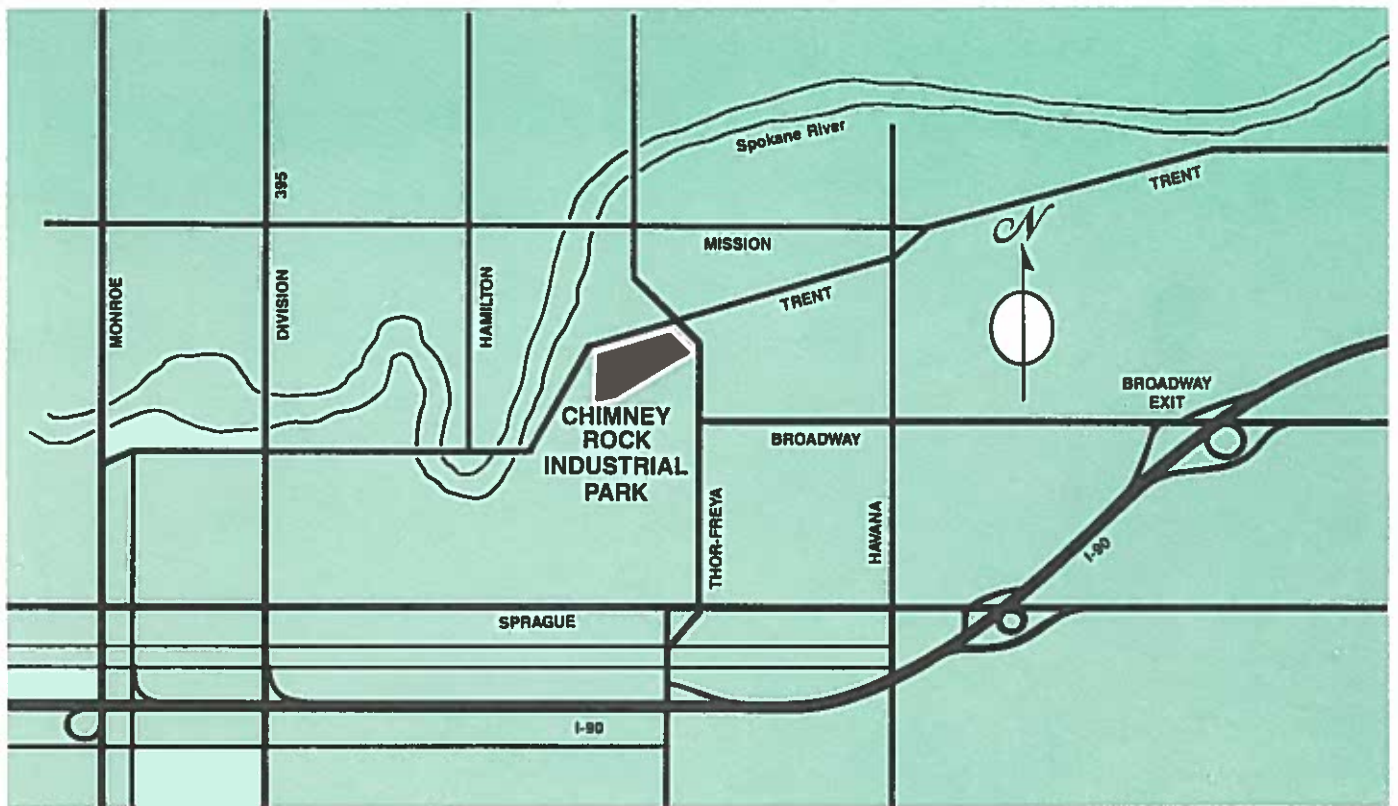 Spokane River
395
TRENT
N
MISSION
MONROE
DIVISION
HAMILTON
TRENT
BROADWAY
EXIT
CHIMNEY
ROCK
INDUSTRIAL
PARK
BROADWAY
THOR-FREYA
HAVANA
I-90
SPRAGUE
I-90